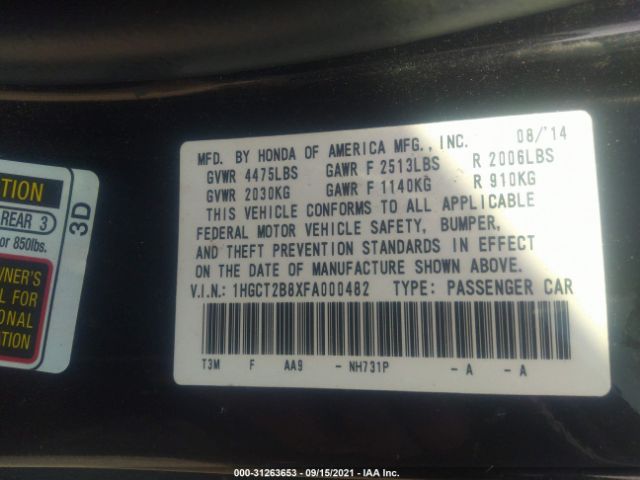 TION
REAR 3
or 850lbs.
WNER'S
L FOR
IONAL
TION
3D
MFD. BY HONDA OF AMERICA MFG., INC. 08/'14
GVWR 4475LBS GAWR F 2513LBS R 2006LBS
GVWR 2030KG GAWR F 1140KG R 910KG
THIS VEHICLE CONFORMS TO ALL APPLICABLE
FEDERAL MOTOR VEHICLE SAFETY, BUMPER,
AND THEFT PREVENTION STANDARDS IN EFFECT
ON THE DATE OF MANUFACTURE SHOWN ABOVE.
V.I.N.: 1HGCT2B8XFA000482 TYPE: PASSENGER CAR
T3M F AA9 - NH731P - A - A
000-31263653 - 09/15/2021 - IAA Inc.